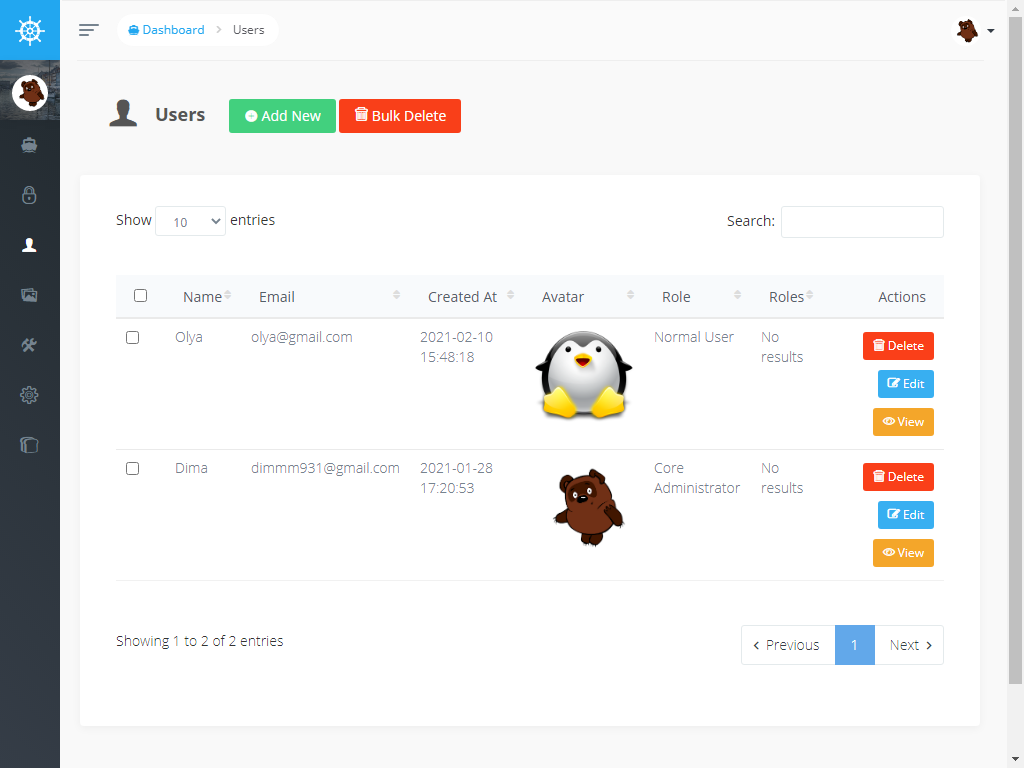 Dashboard > Users
Users
Add New
Bulk Delete
Show 10 entries
Search:
Name Email Created At Avatar Role Roles Actions
Olya olya@gmail.com 2021-02-10 Normal User No Delete
15:48:18 results
Edit
View
Dima dimmm931@gmail.com 2021-01-28 Core No Delete
17:20:53 Administrator results
Edit
View
Showing 1 to 2 of 2 entries
‹ Previous 1 Next ›